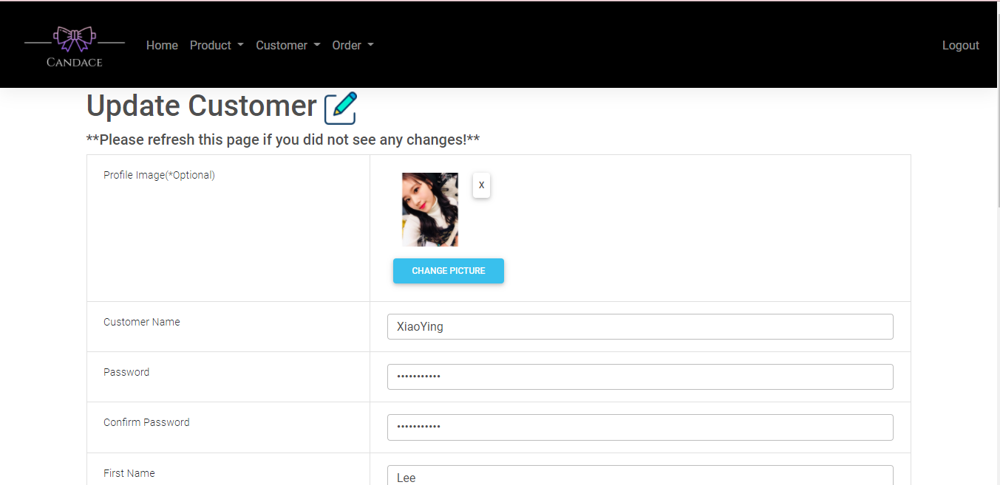 CANDACE
Home Product Customer Order Logout
Update Customer
**Please refresh this page if you did not see any changes!**
Profile Image(*Optional)
X
CHANGE PICTURE
Customer Name XiaoYing
Password •••••••••••
Confirm Password •••••••••••
First Name Lee